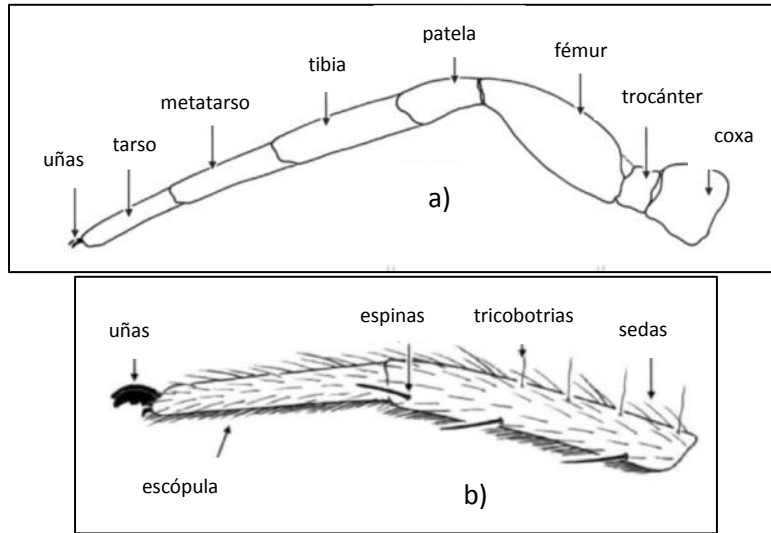 patela
fémur
tibia
trocánter
metatarso
coxa
uñas
tarso
a)
uñas
espinas
tricobotrias
sedas
escópula
b)